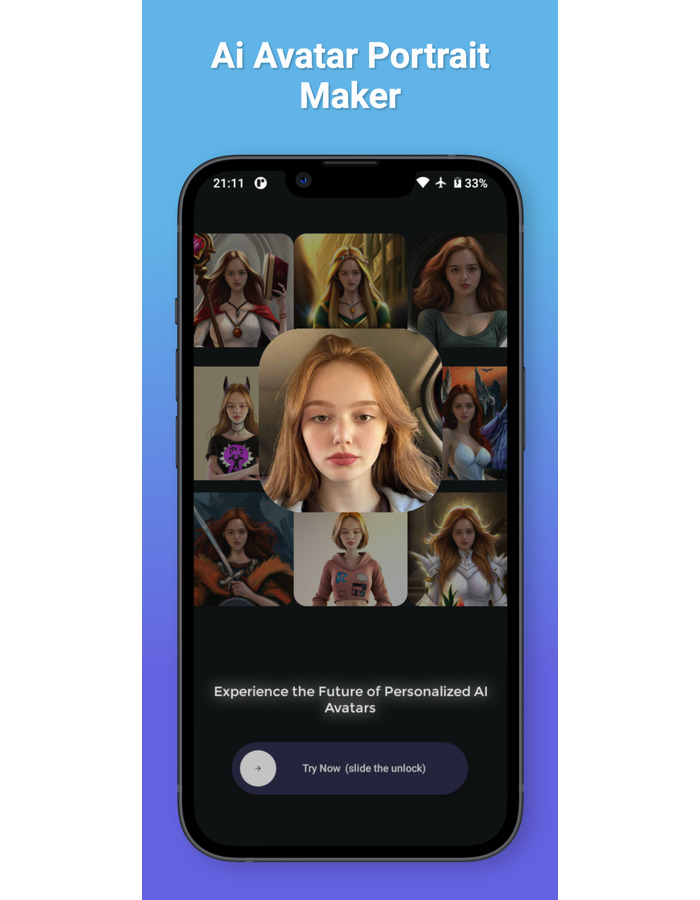 Ai Avatar Portrait
Maker
21:11
33%
Experience the Future of Personalized AI
Avatars
Try Now (slide the unlock)